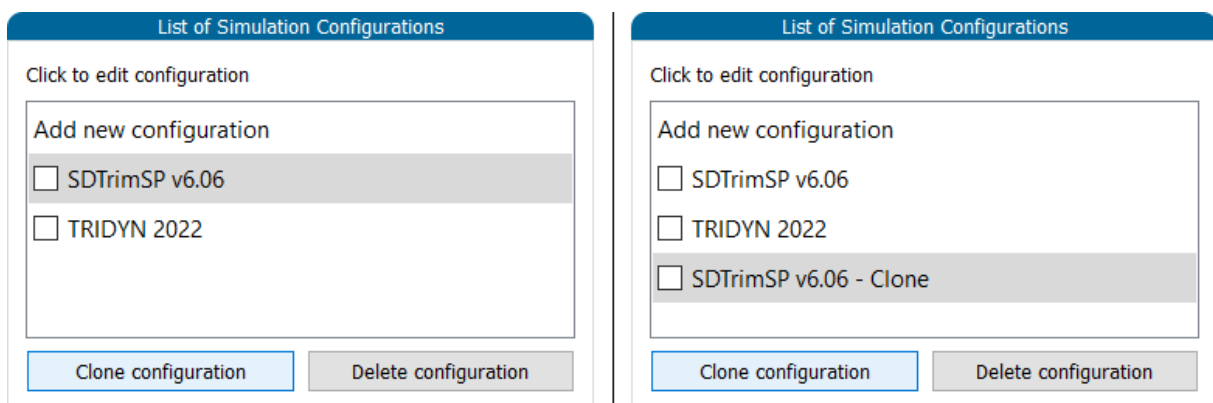 List of Simulation Configurations
Click to edit configuration
Add new configuration
SDTrimSP v6.06
TRIDYN 2022
Clone configuration
Delete configuration
List of Simulation Configurations
Click to edit configuration
Add new configuration
SDTrimSP v6.06
TRIDYN 2022
SDTrimSP v6.06 - Clone
Clone configuration
Delete configuration